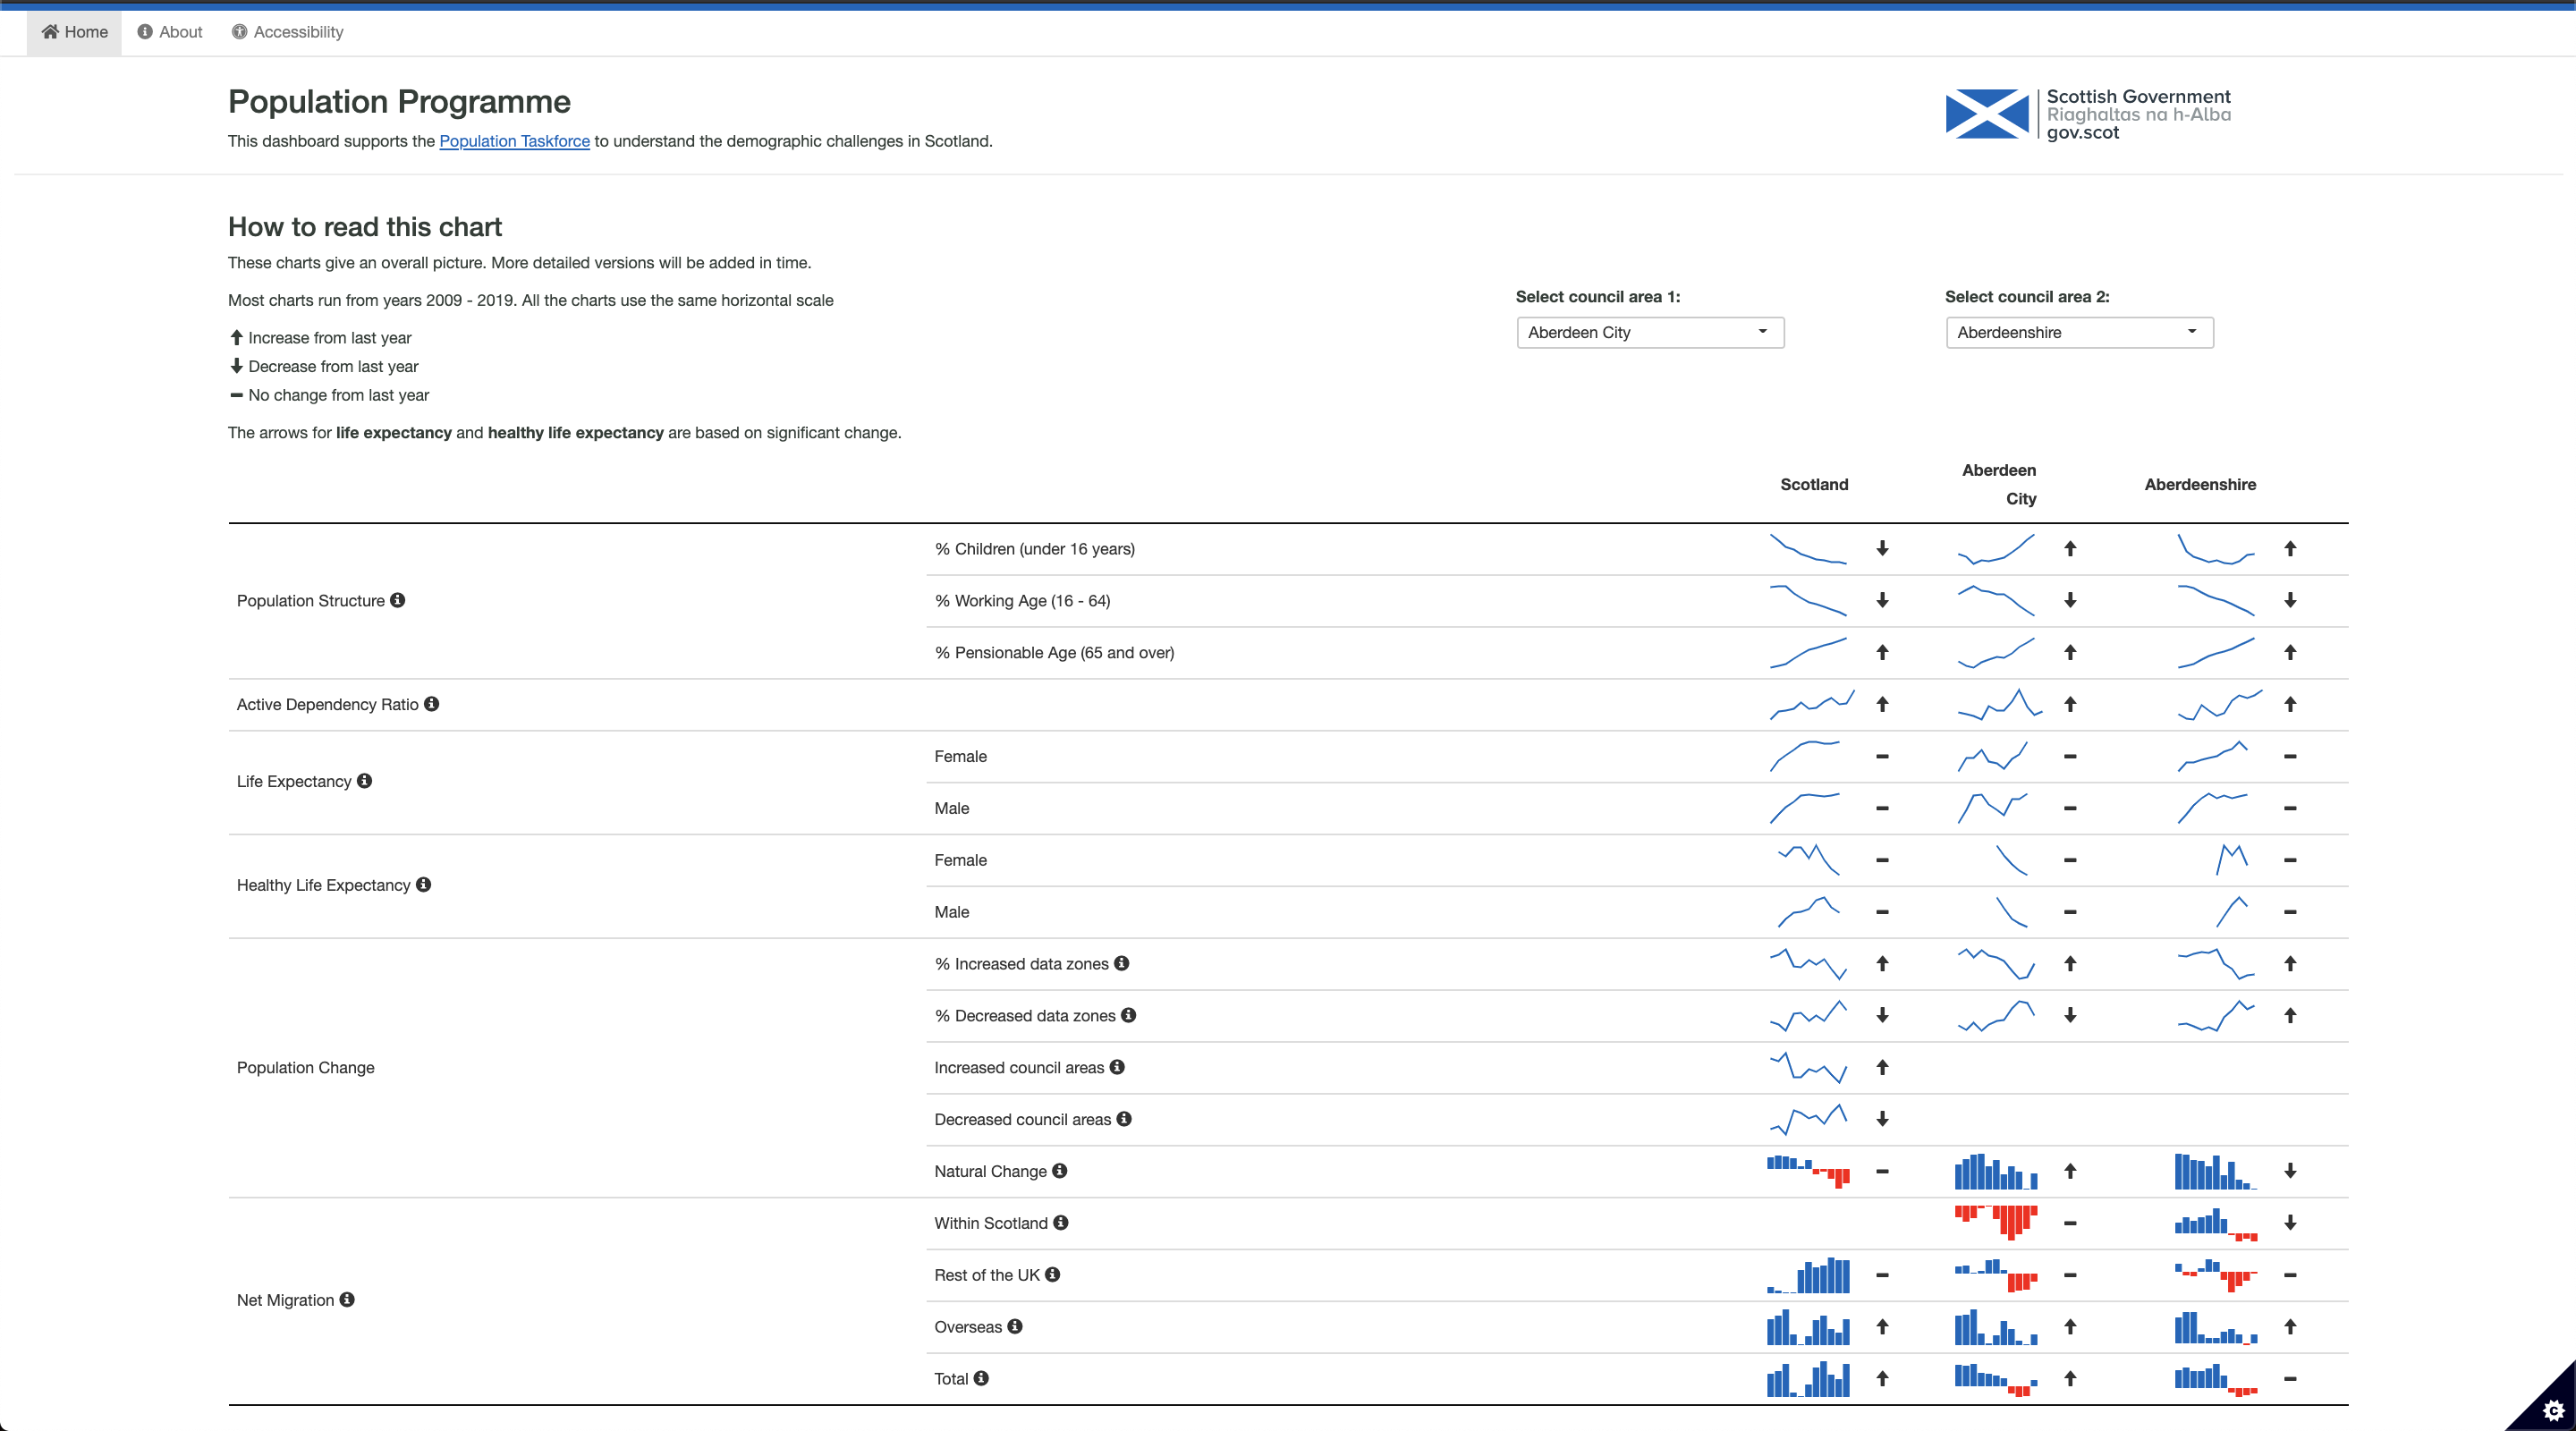 Home
About
Accessibility
Population Programme
This dashboard supports the Population Taskforce to understand the demographic challenges in Scotland.
Scottish Government
Riaghaltas na h-Alba
gov.scot
How to read this chart
These charts give an overall picture. More detailed versions will be added in time.
Most charts run from years 2009 - 2019. All the charts use the same horizontal scale
Increase from last year
Decrease from last year
No change from last year
The arrows for life expectancy and healthy life expectancy are based on significant change.
Select council area 1:
Aberdeen City
Select council area 2:
Aberdeenshire
Scotland
Aberdeen
City
Aberdeenshire
Population Structure
% Children (under 16 years)
% Working Age (16 - 64)
% Pensionable Age (65 and over)
Active Dependency Ratio
Life Expectancy
Female
Male
Healthy Life Expectancy
Female
Male
Population Change
% Increased data zones
% Decreased data zones
Increased council areas
Decreased council areas
Natural Change
Net Migration
Within Scotland
Rest of the UK
Overseas
Total